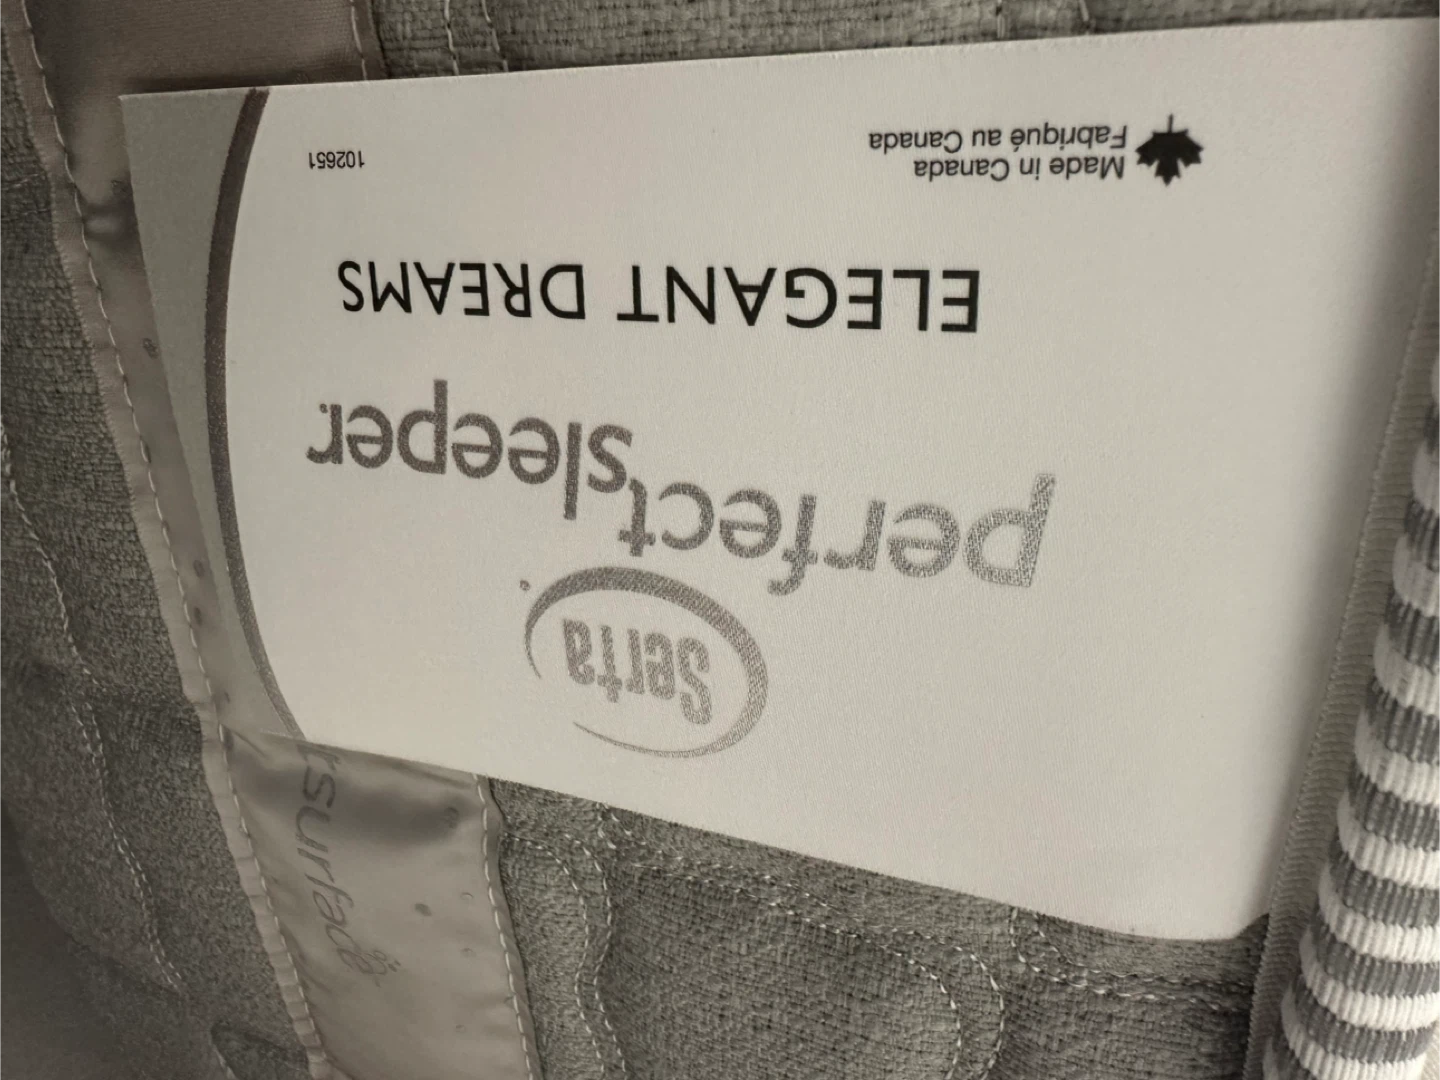 Serta
perfect sleeper.
ELEGANT DREAMS
Made in Canada
Fabriqué au Canada
102651